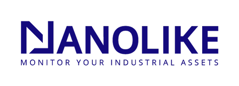 NANOLIKE
MONITOR YOUR INDUSTRIAL ASSETS